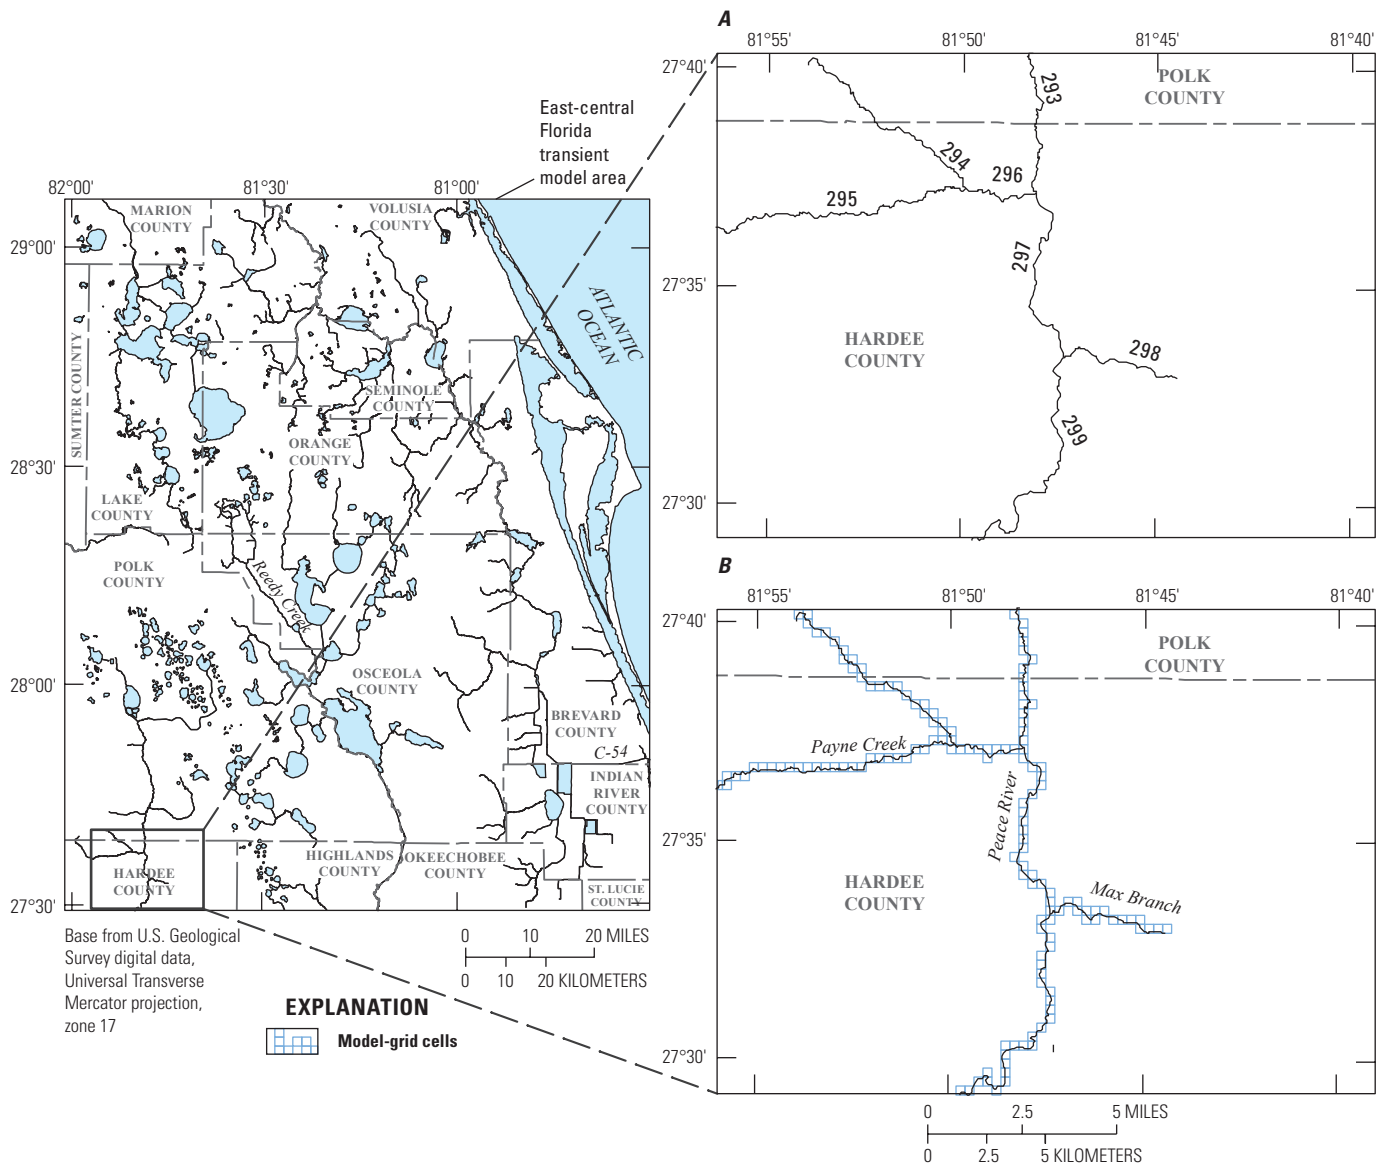 A
81°55'
81°50'
81°45'
81°40'
27°40'
27°35'
27°30'
POLK
COUNTY
293
294
296
295
297
HARDEE
COUNTY
298
299
East-central
Florida
transient
model area
82°00'
81°30'
81°00'
29°00'
28°30'
28°00'
27°30'
MARION
COUNTY
VOLUSIA
COUNTY
ATLANTIC
OCEAN
SUMTER COUNTY
SEMINOLE
COUNTY
ORANGE
COUNTY
LAKE
COUNTY
POLK
COUNTY
Reedy Creek
OSCEOLA
COUNTY
BREVARD
COUNTY
C-54
INDIAN
RIVER
COUNTY
HARDEE
COUNTY
HIGHLANDS
COUNTY
OKEECHOBEE
COUNTY
ST. LUCIE
COUNTY
Base from U.S. Geological
Survey digital data,
Universal Transverse
Mercator projection,
zone 17
0 10 20 MILES
0 10 20 KILOMETERS
EXPLANATION
Model-grid cells
B
81°55'
81°50'
81°45'
81°40'
27°40'
27°35'
27°30'
POLK
COUNTY
Payne Creek
Peace River
HARDEE
COUNTY
Max Branch
0 2.5 5 MILES
0 2.5 5 KILOMETERS